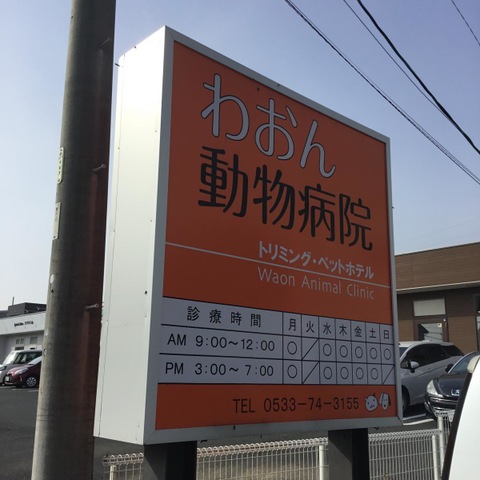 わおん
動物病院
トリミング・ペットホテル
Waon Animal Clinic
診療時間 月 火 水 木 金 土 日
AM 9:00〜12:00 ○ ／ ○ ○ ○ ○ ○
PM 3:00〜 7:00 ○ ／ ○ ○ ○ ○ ○
TEL 0533-74-3155